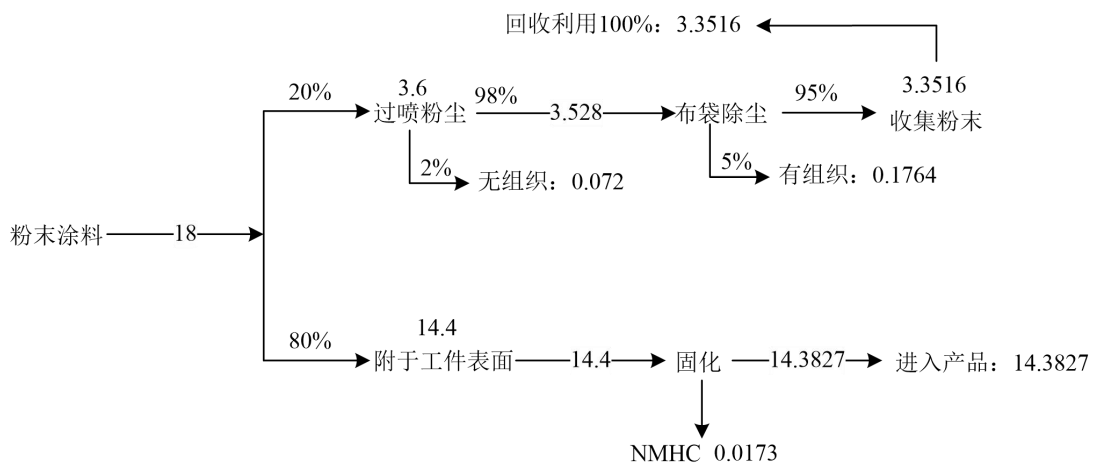 回收利用100%：3.3516
20%
3.6
过喷粉尘
98%
3.528
布袋除尘
95%
3.3516
收集粉末
2%
无组织：0.072
5%
有组织：0.1764
粉末涂料
18
80%
14.4
附于工件表面
14.4
固化
14.3827
进入产品：14.3827
NMHC 0.0173